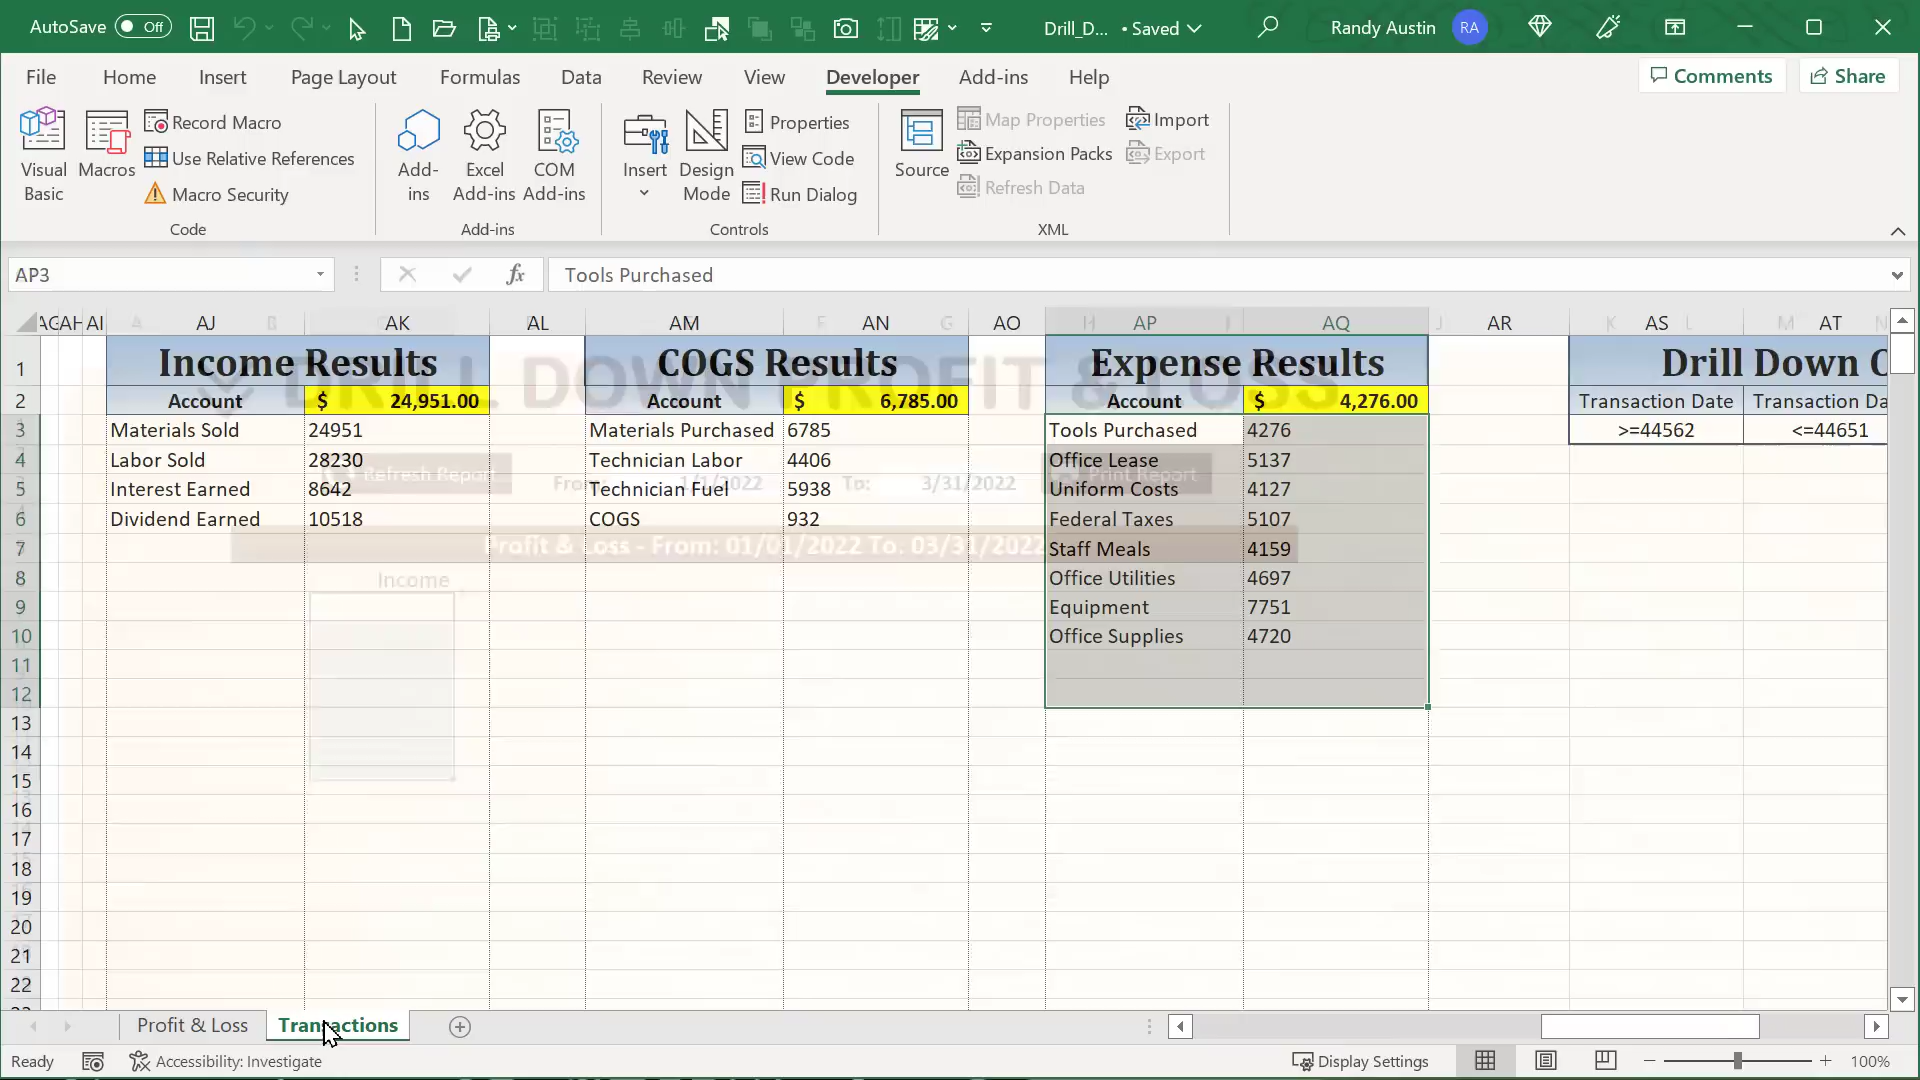 AutoSave Off Drill_D... • Saved Randy Austin RA
File Home Insert Page Layout Formulas Data Review View Developer Add-ins Help Comments Share
Visual Basic
Macros
Record Macro
Use Relative References
Macro Security
Code
Add-ins
Excel Add-ins
COM Add-ins
Add-ins
Insert
Design Mode
Properties
View Code
Run Dialog
Controls
Source
Map Properties
Expansion Packs
Refresh Data
Import
Export
XML
AP3 fx Tools Purchased
AG AH AI AJ AK AL AM AN AO AP AQ AR AS AT
1 Income Results COGS Results Expense Results Drill Down C
2 Account $ 24,951.00 Account $ 6,785.00 Account $ 4,276.00 Transaction Date Transaction Da
3 Materials Sold 24951 Materials Purchased 6785 Tools Purchased 4276 >=44562 <=44651
4 Labor Sold 28230 Technician Labor 4406 Office Lease 5137
5 Interest Earned 8642 Technician Fuel 5938 Uniform Costs 4127
6 Dividend Earned 10518 COGS 932 Federal Taxes 5107
7 Staff Meals 4159
8 Office Utilities 4697
9 Equipment 7751
10 Office Supplies 4720
11
12
13
14
15
16
17
18
19
20
21
22
DRILL DOWN PROFIT & LOSS
Refresh Report From: 1/1/2022 To: 3/31/2022 Print Report
Profit & Loss - From: 01/01/2022 To. 03/31/2022
Income
Profit & Loss Transactions
Ready Accessibility: Investigate Display Settings 100%